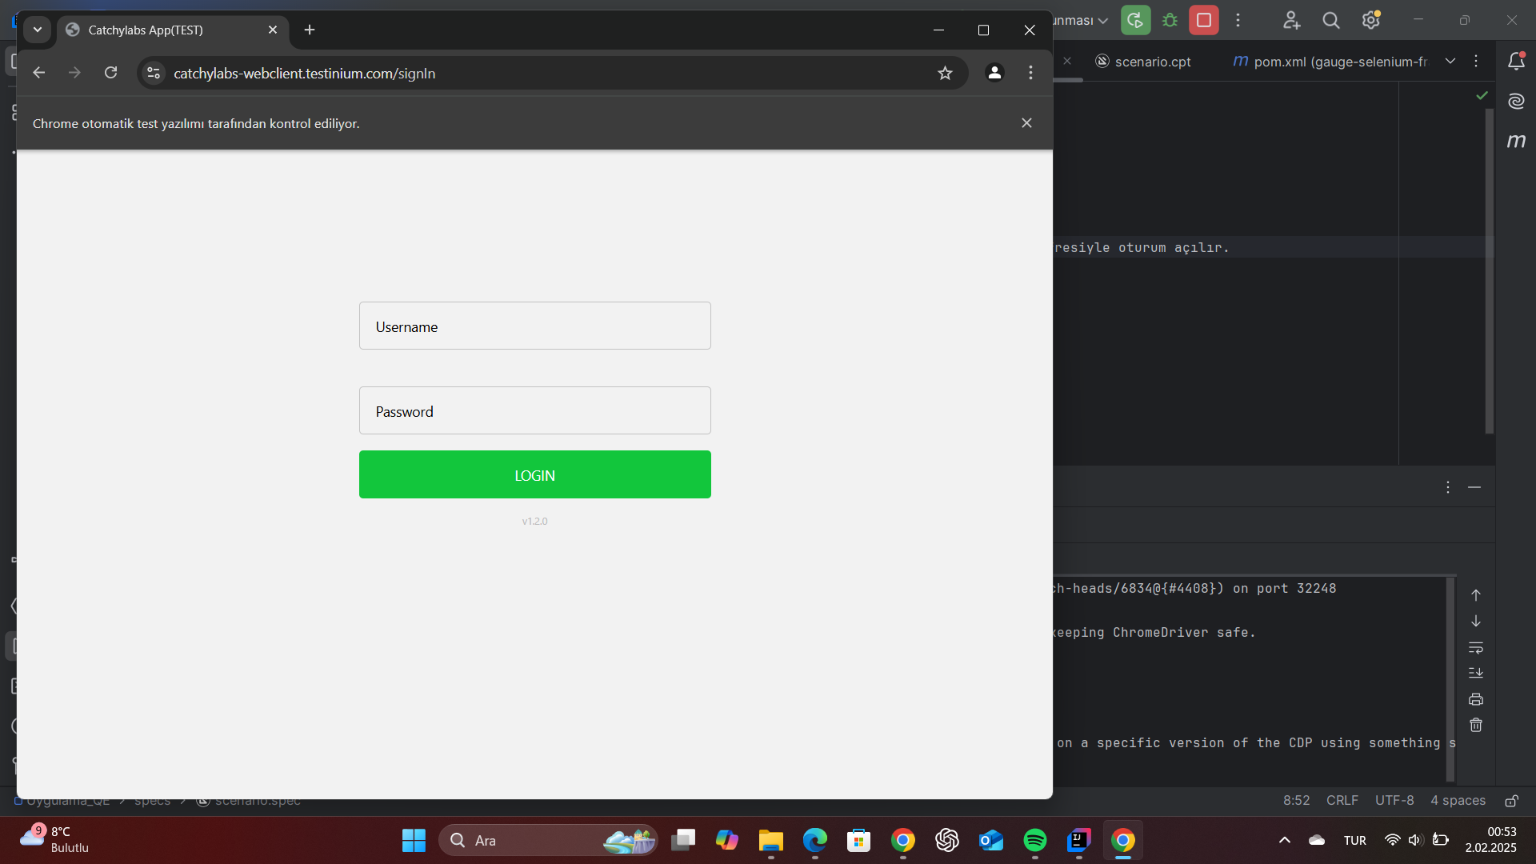 Catchylabs App(TEST)
unması
catchylabs-webclient.testinium.com/signIn
scenario.cpt
pom.xml (gauge-selenium-fr
Chrome otomatik test yazılımı tarafından kontrol ediliyor.
m
resiyle oturum açılır.
Username
Password
LOGIN
v1.2.0
ch-heads/6834@{#4408}) on port 32248
keeping ChromeDriver safe.
on a specific version of the CDP using something s
Uygulama_QE > specs > scenario.spec
8:52 CRLF UTF-8 4 spaces
9
8°C
Bulutlu
Ara
TUR
00:53
2.02.2025